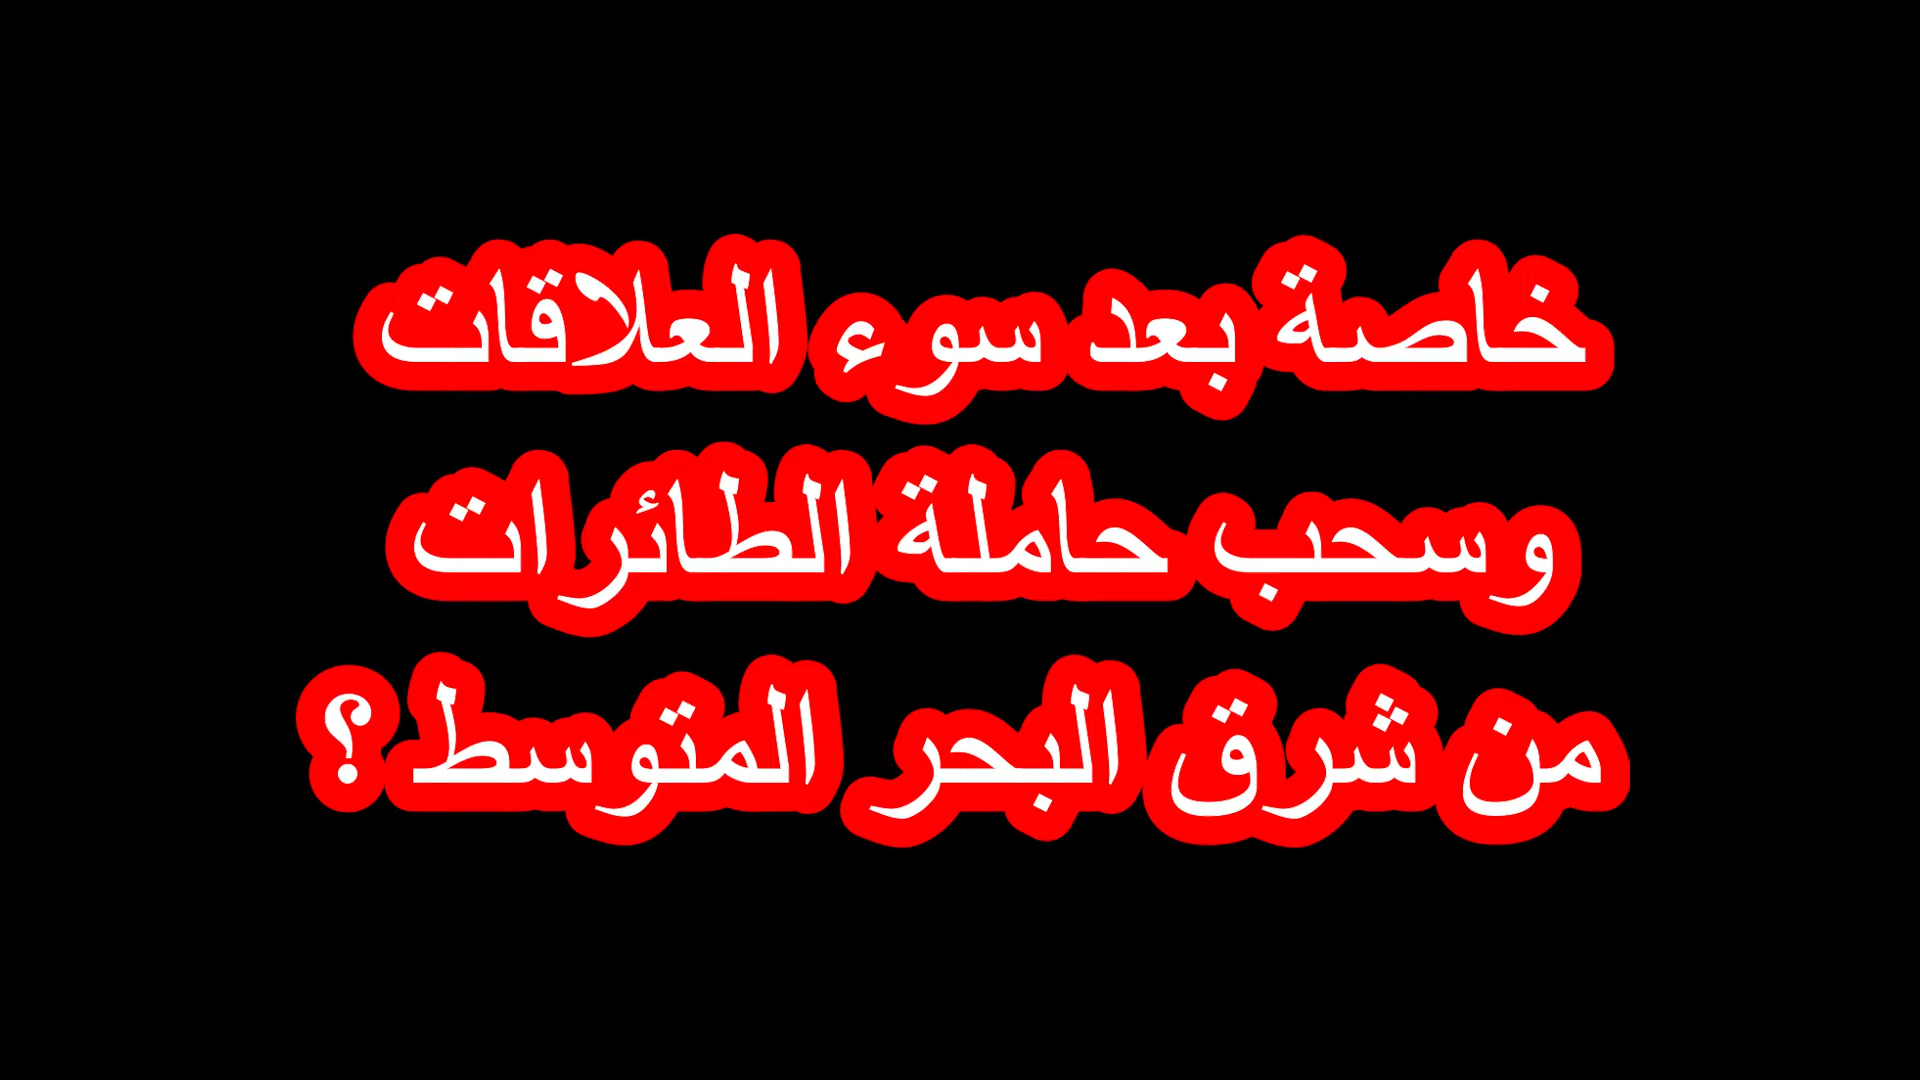 خاصة بعد سوء العلاقات
وسحب حاملة الطائرات
من شرق البحر المتوسط ؟